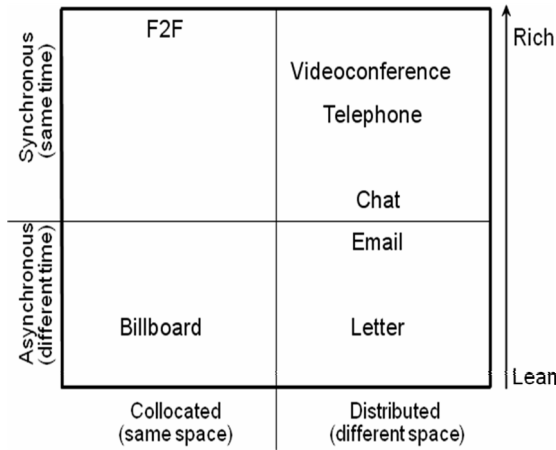 F2F
Rich
Videoconference
Telephone
Synchronous
(same time)
Chat
Email
Asynchronous
(different time)
Billboard
Letter
Lean
Collocated
(same space)
Distributed
(different space)